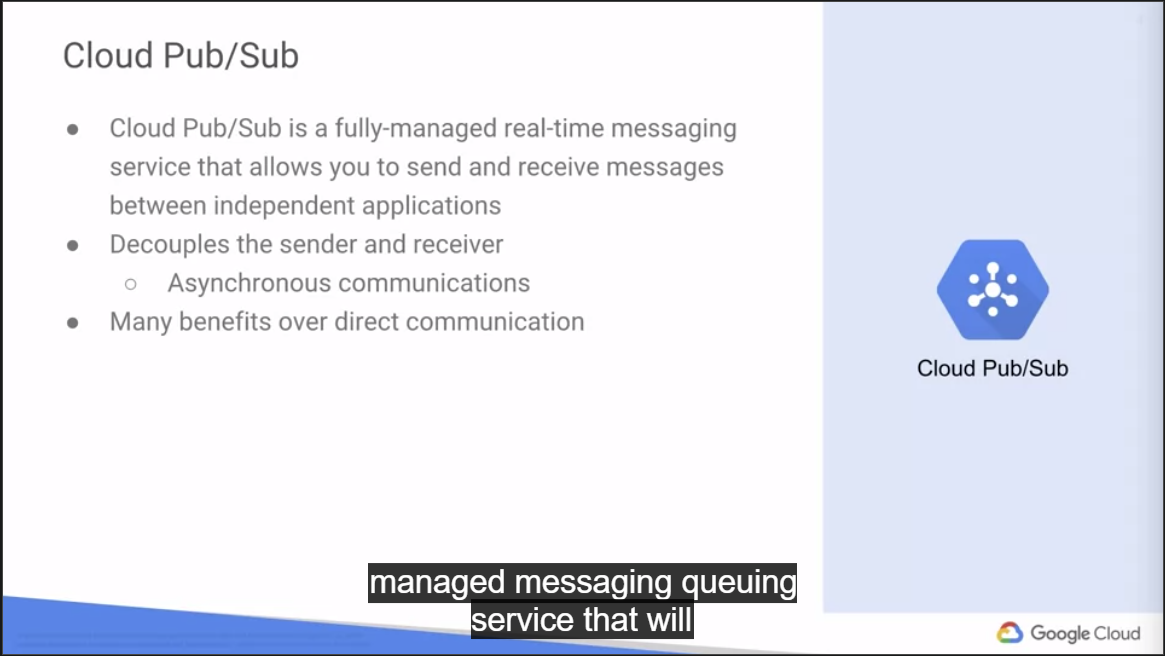 Cloud Pub/Sub
● Cloud Pub/Sub is a fully-managed real-time messaging
service that allows you to send and receive messages
between independent applications
● Decouples the sender and receiver
○ Asynchronous communications
● Many benefits over direct communication
Cloud Pub/Sub
managed messaging queuing
service that will
Google Cloud